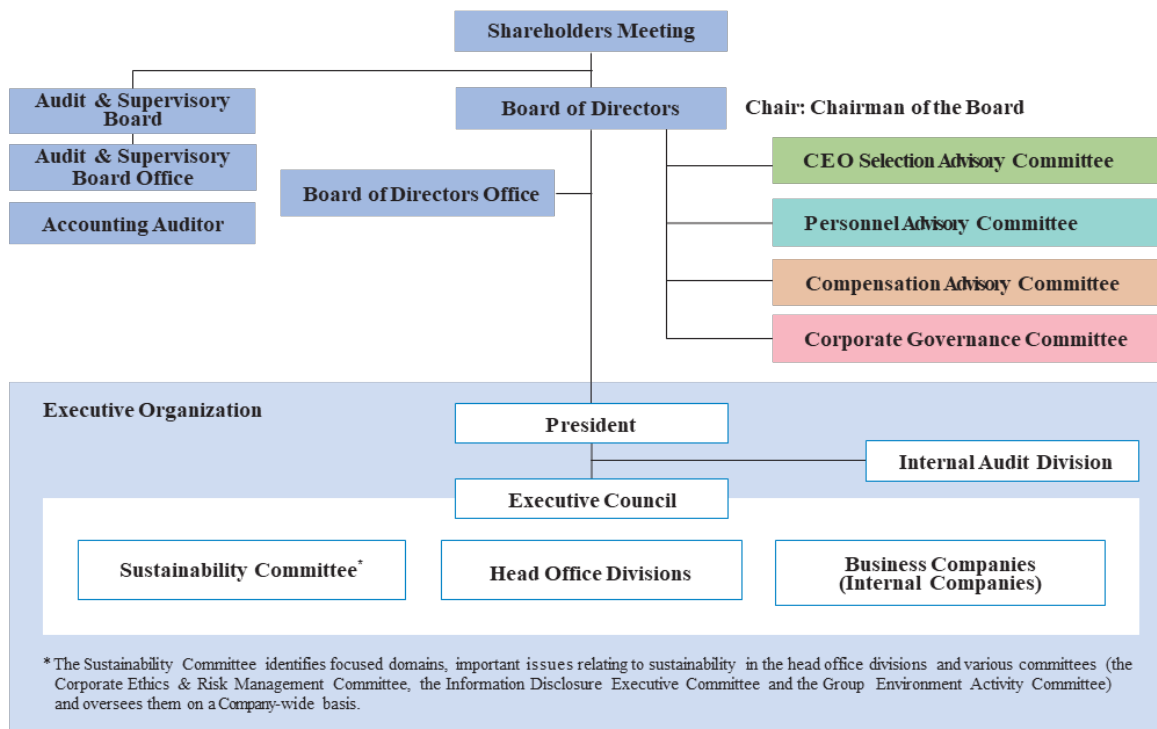 Shareholders Meeting
Audit & Supervisory
Board
Board of Directors
Chair: Chairman of the Board
Audit & Supervisory
Board Office
Accounting Auditor
Board of Directors Office
CEO Selection Advisory Committee
Personnel Advisory Committee
Compensation Advisory Committee
Corporate Governance Committee
Executive Organization
President
Internal Audit Division
Executive Council
Sustainability Committee*
Head Office Divisions
Business Companies
(Internal Companies)
* The Sustainability Committee identifies focused domains, important issues relating to sustainability in the head office divisions and various committees (the
Corporate Ethics & Risk Management Committee, the Information Disclosure Executive Committee and the Group Environment Activity Committee)
and oversees them on a Company-wide basis.